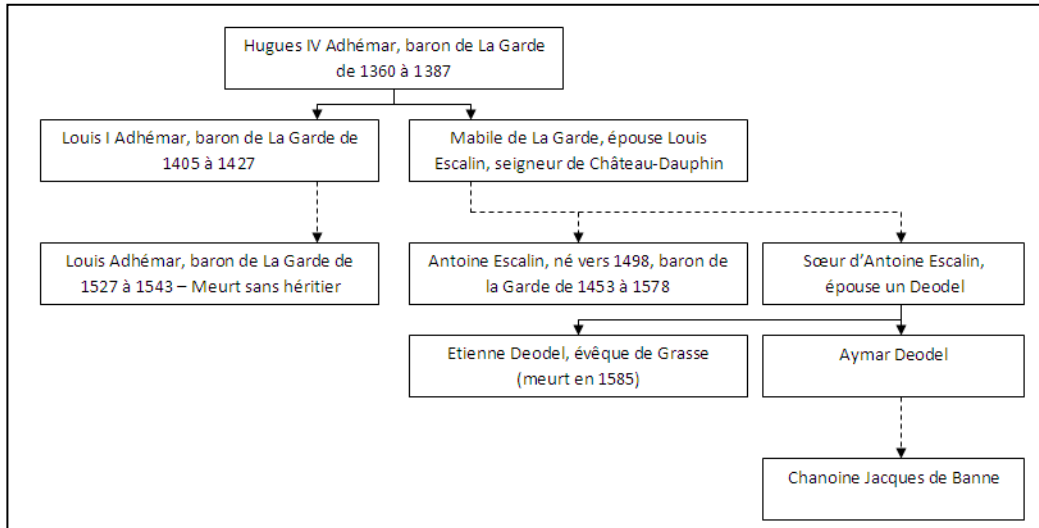 Hugues IV Adhémar, baron de La Garde
de 1360 à 1387
Louis I Adhémar, baron de La Garde de
1405 à 1427
Mabile de La Garde, épouse Louis
Escalin, seigneur de Château-Dauphin
Louis Adhémar, baron de La Garde de
1527 à 1543 – Meurt sans héritier
Antoine Escalin, né vers 1498, baron de
la Garde de 1453 à 1578
Sœur d’Antoine Escalin,
épouse un Deodel
Etienne Deodel, évêque de Grasse
(meurt en 1585)
Aymar Deodel
Chanoine Jacques de Banne